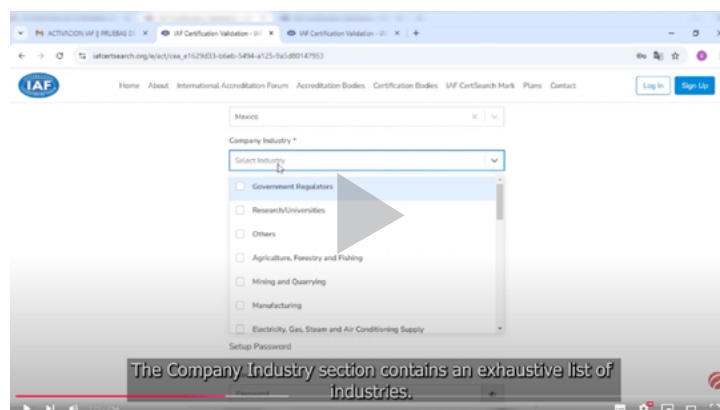 ACTIVACION IAF || PRUEBAS D
IAF Certification Validation -
IAF Certification Validation -
iafcertsearch.org/e/act/cea_e1629d33-b6eb-5494-a125-9a5d80147953
IAF
Home About International Accreditation Forum Accreditation Bodies Certification Bodies IAF CertSearch Mark Plans Contact
Log In Sign Up
Mexico
Company Industry *
Select Industry
Government Regulators
Research/Universities
Others
Agriculture, Forestry and Fishing
Mining and Quarrying
Manufacturing
Electricity, Gas, Steam and Air Conditioning Supply
Setup Password
The Company Industry section contains an exhaustive list of
industries.
Password